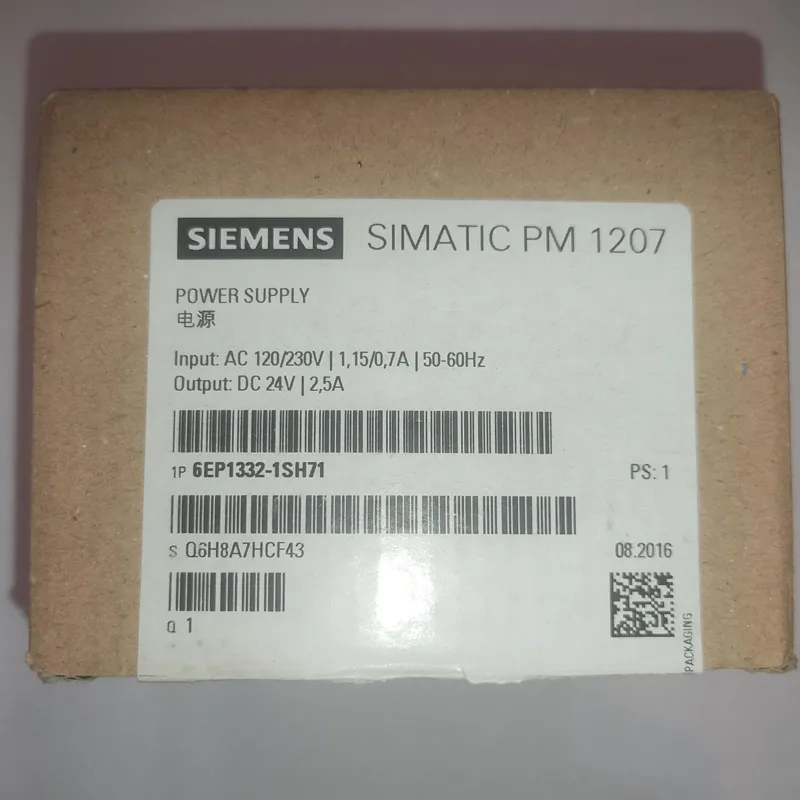 SIEMENS SIMATIC PM 1207
POWER SUPPLY
电源
Input: AC 120/230V | 1,15/0,7A | 50-60Hz
Output: DC 24V | 2,5A
1P 6EP1332-1SH71 PS: 1
S Q6H8A7HCF43 08.2016
Q 1
PACKAGING